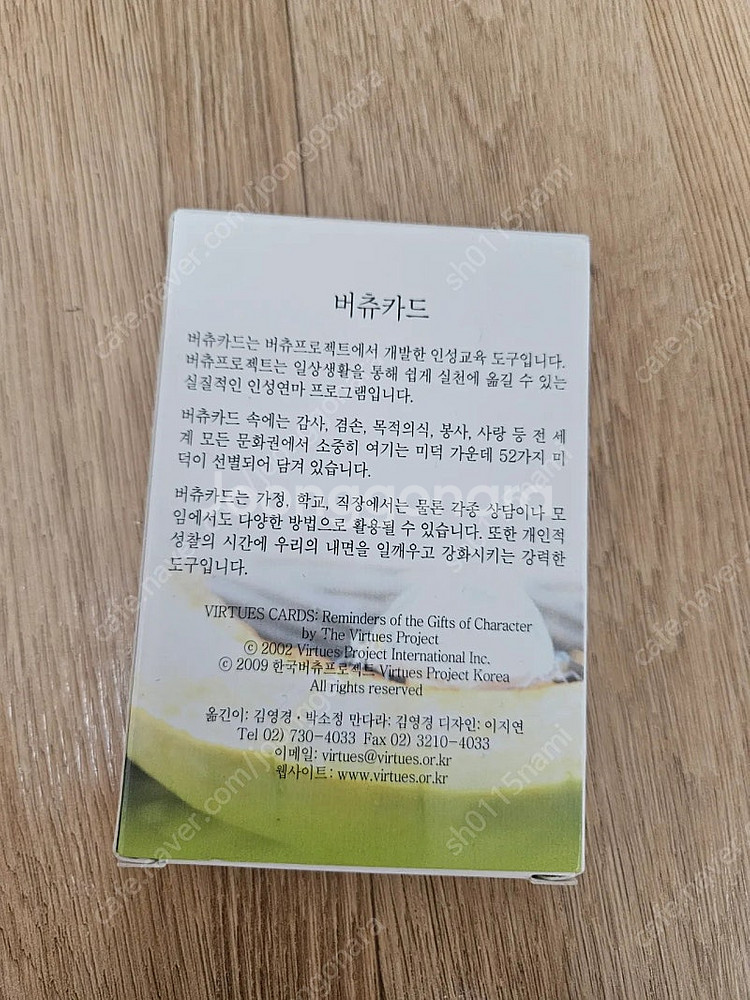 버츄카드
버츄카드는 버츄프로젝트에서 개발한 인성교육 도구입니다.
버츄프로젝트는 일상생활을 통해 쉽게 실천에 옮길 수 있는
실질적인 인성연마 프로그램입니다.
버츄카드 속에는 감사, 겸손, 목적의식, 봉사, 사랑 등 전 세
계 모든 문화권에서 소중히 여기는 미덕 가운데 52가지 미
덕이 선별되어 담겨 있습니다.
버츄카드는 가정, 학교, 직장에서는 물론 각종 상담이나 모
임에서도 다양한 방법으로 활용될 수 있습니다. 또한 개인적
성찰의 시간에 우리의 내면을 일깨우고 강화시키는 강력한
도구입니다.
VIRTUES CARDS: Reminders of the Gifts of Character
by The Virtues Project
© 2002 Virtues Project International Inc.
© 2009 한국버츄프로젝트 Virtues Project Korea
All rights reserved
옮긴이: 김영경·박소정 만다라: 김영경 디자인: 이지연
Tel 02) 730-4033 Fax 02) 3210-4033
이메일: virtues@virtues.or.kr
웹사이트: www.virtues.or.kr
joonggonara
cafe.naver.com/joonggonara
sh0115nami